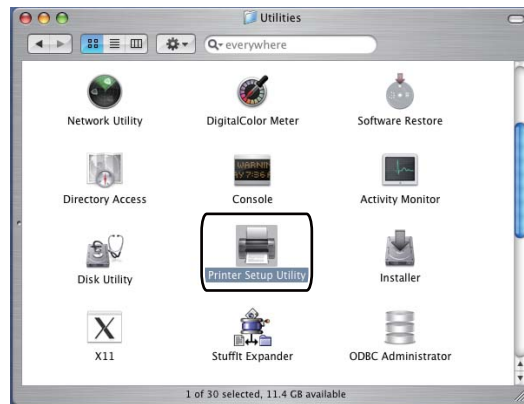 Utilities
everywhere
Network Utility
DigitalColor Meter
Software Restore
Directory Access
Console
Activity Monitor
Disk Utility
Printer Setup Utility
Installer
X11
StuffIt Expander
ODBC Administrator
1 of 30 selected, 11.4 GB available